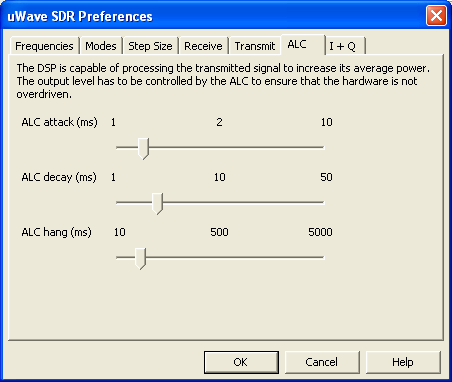 uWave SDR Preferences
Frequencies Modes Step Size Receive Transmit ALC I + Q
The DSP is capable of processing the transmitted signal to increase its average power.
The output level has to be controlled by the ALC to ensure that the hardware is not
overdriven.
ALC attack (ms) 1 2 10
ALC decay (ms) 1 10 50
ALC hang (ms) 10 500 5000
OK Cancel Help